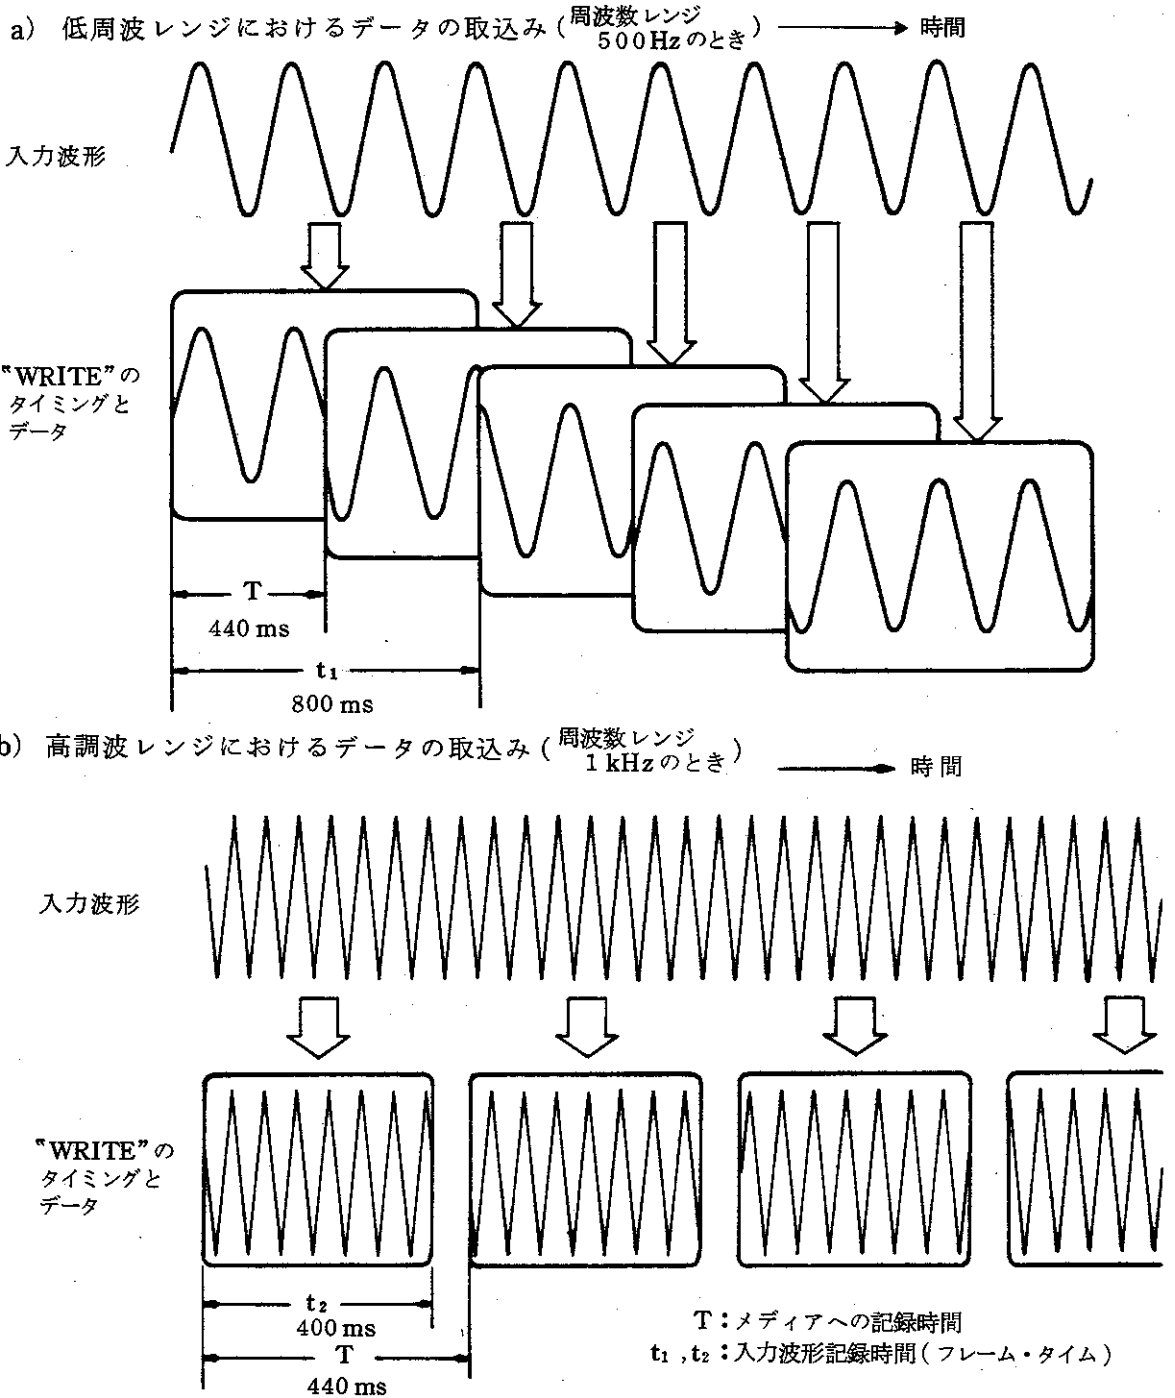 a) 低周波レンジにおけるデータの取込み(周波数レンジ 500Hzのとき) 時間
入力波形
"WRITE"の
タイミングと
データ
T
440 ms
t₁
800 ms
b) 高調波レンジにおけるデータの取込み(周波数レンジ 1kHzのとき) 時間
入力波形
"WRITE"の
タイミングと
データ
t₂
400 ms
T
440 ms
T:メディアへの記録時間
t₁,t₂:入力波形記録時間(フレーム・タイム)